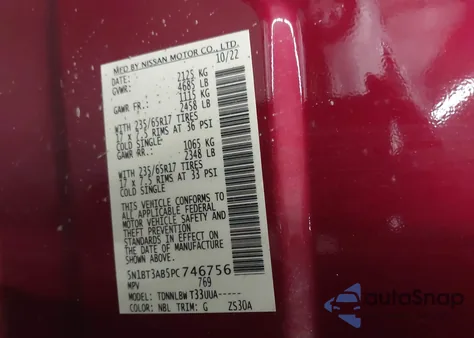 MFD BY NISSAN MOTOR CO., LTD.
DATE: 10/22
GVWR: 2125 KG
4685 LB
GAWR FR.: 1115 KG
2458 LB
WITH 235/65R17 TIRES
17 x 7.5 RIMS AT 36 PSI
COLD SINGLE
GAWR RR.: 1065 KG
2348 LB
WITH 235/65R17 TIRES
17 x 7.5 RIMS AT 33 PSI
COLD SINGLE
THIS VEHICLE CONFORMS TO
ALL APPLICABLE FEDERAL
MOTOR VEHICLE SAFETY AND
THEFT PREVENTION
STANDARDS IN EFFECT ON
THE DATE OF MANUFACTURE
SHOWN ABOVE.
5N1BT3AB5PC746756
MPV 769
MODEL: TDNNLBW T33UUA-----
COLOR: NBL TRIM: G ZS30A
AutoSnap